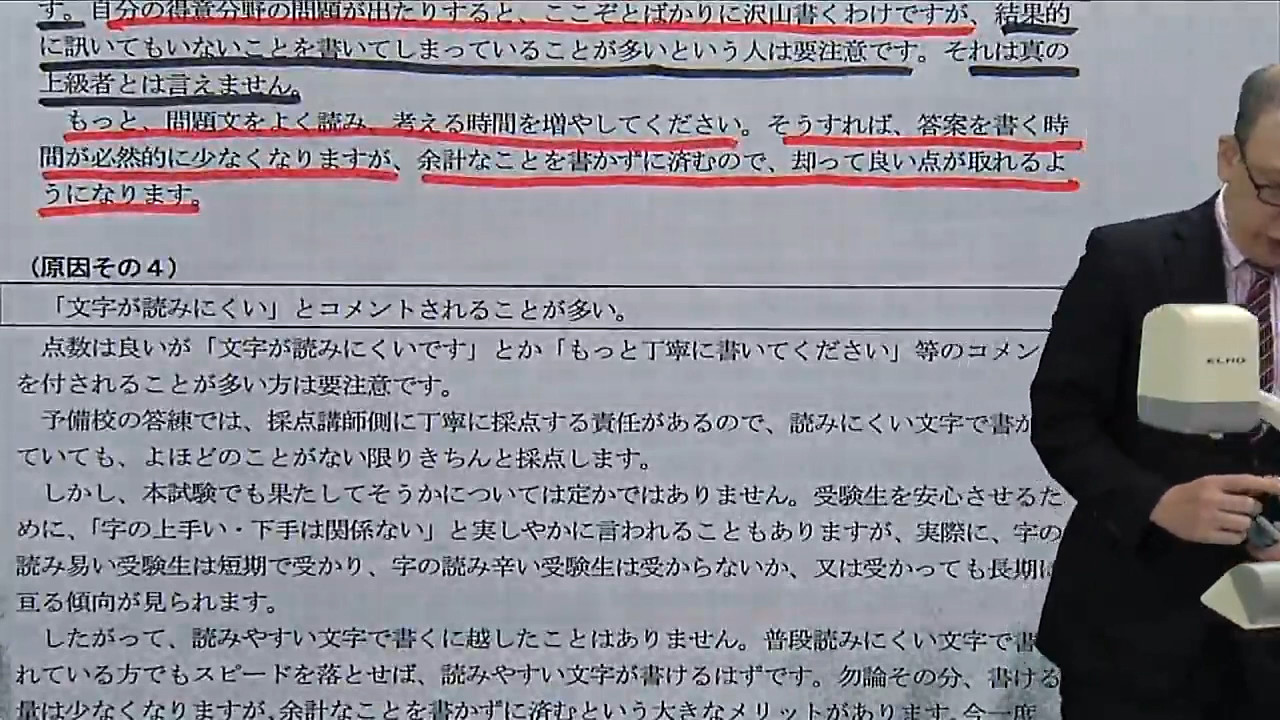 す。自分の得意分野の問題が出たりすると、ここぞとばかりに沢山書くわけですが、結果的
に訊いてもいないことを書いてしまっていることが多いという人は要注意です。それは真の
上級者とは言えません。
もっと、問題文をよく読み、考える時間を増やしてください。そうすれば、答案を書く時
間が必然的に少なくなりますが、余計なことを書かずに済むので、却って良い点が取れるよ
うになります。
（原因その４）
「文字が読みにくい」とコメントされることが多い。
点数は良いが「文字が読みにくいです」とか「もっと丁寧に書いてください」等のコメン
を付されることが多い方は要注意です。
予備校の答練では、採点講師側に丁寧に採点する責任があるので、読みにくい文字で書か
ていても、よほどのことがない限りきちんと採点します。
しかし、本試験でも果たしてそうかについては定かではありません。受験生を安心させるた
めに、「字の上手い・下手は関係ない」と実しやかに言われることもありますが、実際に、字の
読み易い受験生は短期で受かり、字の読み辛い受験生は受からないか、又は受かっても長期に
亘る傾向が見られます。
したがって、読みやすい文字で書くに越したことはありません。普段読みにくい文字で書
れている方でもスピードを落とせば、読みやすい文字が書けるはずです。勿論その分、書ける
量は少なくなりますが、余計なことを書かずに済むという大きなメリットがあります。今一度
ELMO